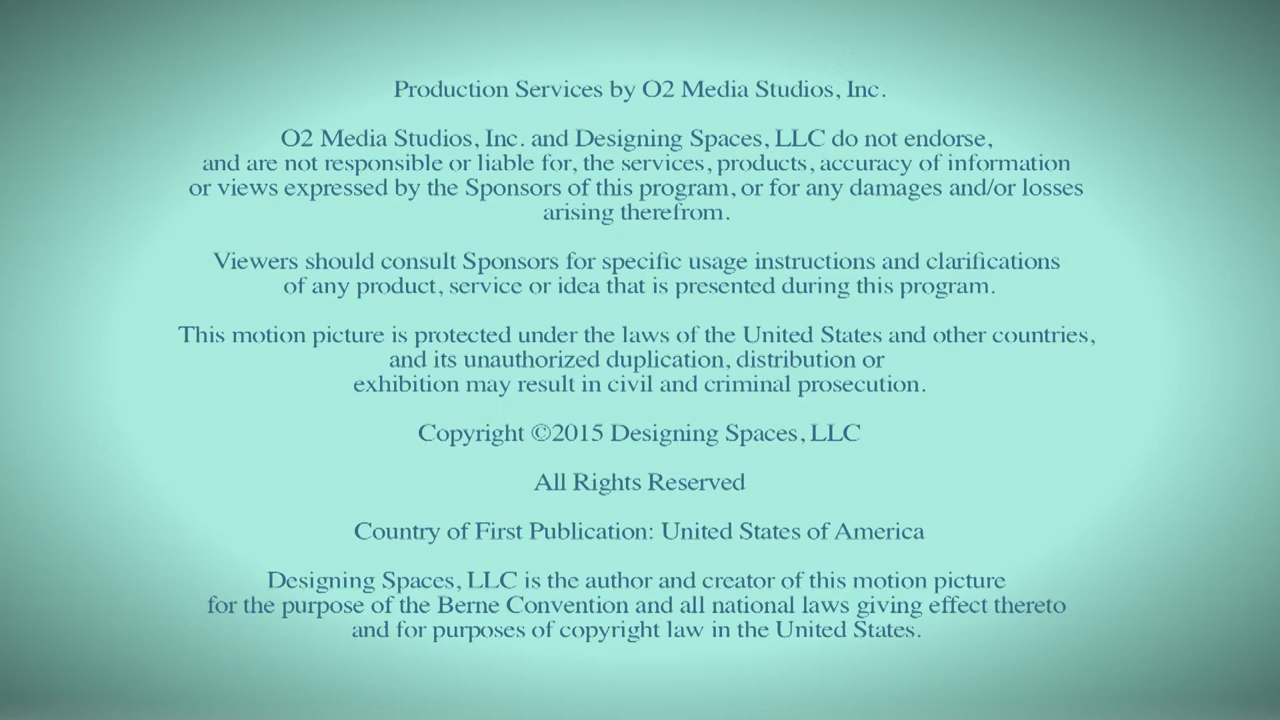 Production Services by O2 Media Studios, Inc.
O2 Media Studios, Inc. and Designing Spaces, LLC do not endorse,
and are not responsible or liable for, the services, products, accuracy of information
or views expressed by the Sponsors of this program, or for any damages and/or losses
arising therefrom.
Viewers should consult Sponsors for specific usage instructions and clarifications
of any product, service or idea that is presented during this program.
This motion picture is protected under the laws of the United States and other countries,
and its unauthorized duplication, distribution or
exhibition may result in civil and criminal prosecution.
Copyright ©2015 Designing Spaces, LLC
All Rights Reserved
Country of First Publication: United States of America
Designing Spaces, LLC is the author and creator of this motion picture
for the purpose of the Berne Convention and all national laws giving effect thereto
and for purposes of copyright law in the United States.